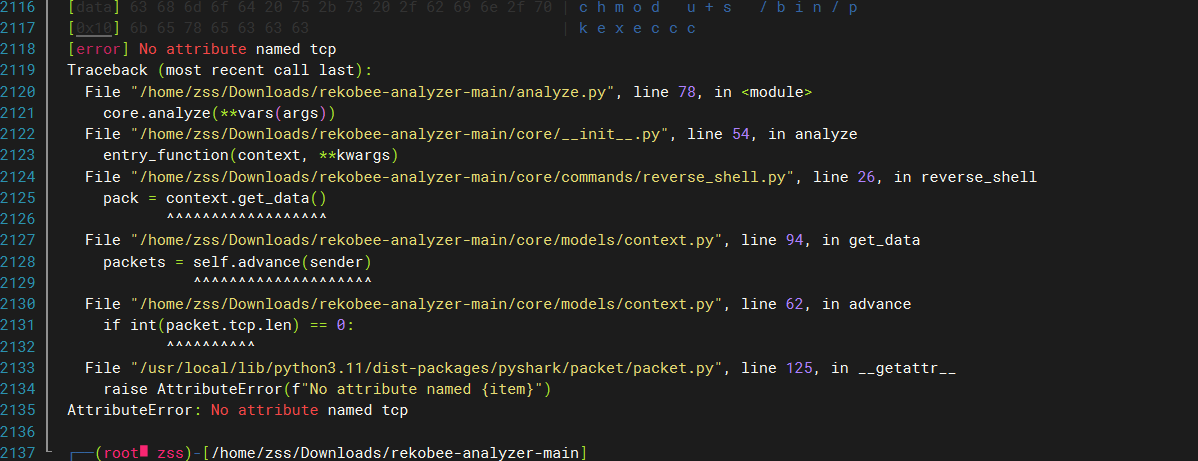 2116 [data] 63 68 6d 6f 64 20 75 2b 73 20 2f 62 69 6e 2f 70 | c h m o d   u + s   / b i n / p
2117 [0x10] 6b 65 78 65 63 63 63 | k e x e c c c
2118 [error] No attribute named tcp
2119 Traceback (most recent call last):
2120 File "/home/zss/Downloads/rekobee-analyzer-main/analyze.py", line 78, in <module>
2121 core.analyze(**vars(args))
2122 File "/home/zss/Downloads/rekobee-analyzer-main/core/__init__.py", line 54, in analyze
2123 entry_function(context, **kwargs)
2124 File "/home/zss/Downloads/rekobee-analyzer-main/core/commands/reverse_shell.py", line 26, in reverse_shell
2125 pack = context.get_data()
2126 ^^^^^^^^^^^^^^^^^^
2127 File "/home/zss/Downloads/rekobee-analyzer-main/core/models/context.py", line 94, in get_data
2128 packets = self.advance(sender)
2129 ^^^^^^^^^^^^^^^^^^^^
2130 File "/home/zss/Downloads/rekobee-analyzer-main/core/models/context.py", line 62, in advance
2131 if int(packet.tcp.len) == 0:
2132 ^^^^^^^^^^
2133 File "/usr/local/lib/python3.11/dist-packages/pyshark/packet/packet.py", line 125, in __getattr__
2134 raise AttributeError(f"No attribute named {item}")
2135 AttributeError: No attribute named tcp
2136
2137 ┌──(root zss)-[/home/zss/Downloads/rekobee-analyzer-main]